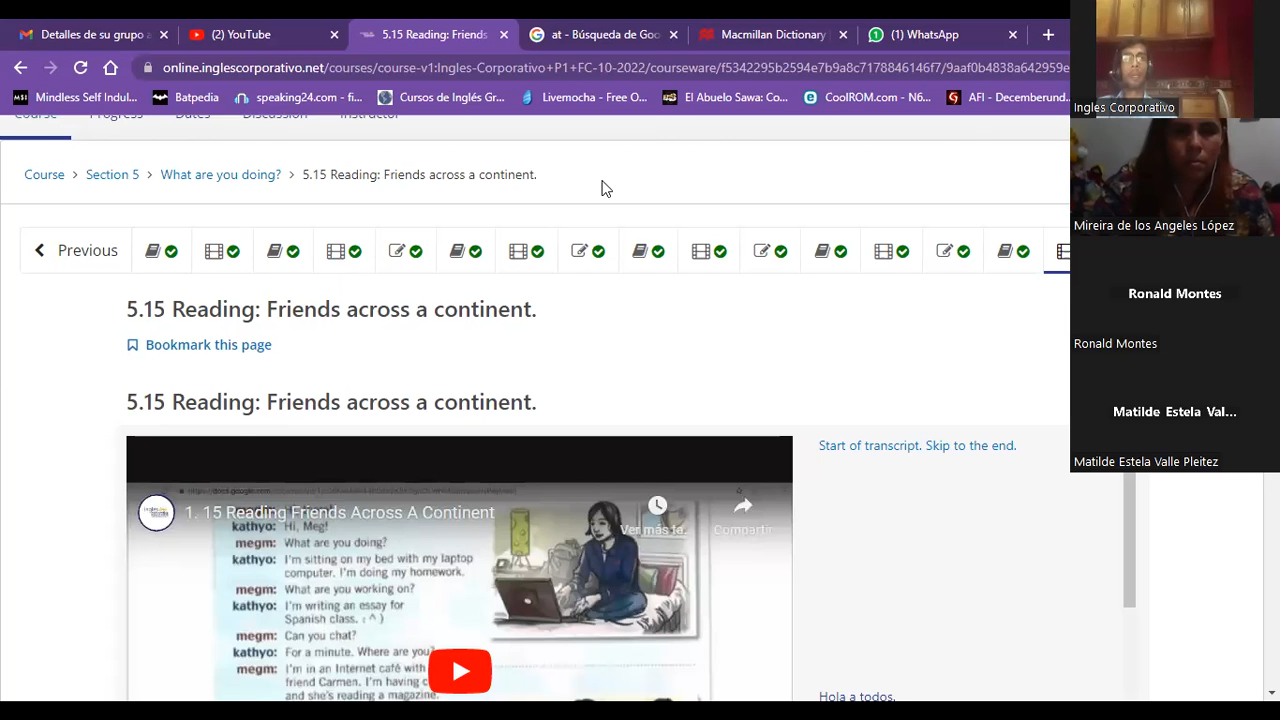 Detalles de su grupo a
(2) YouTube
5.15 Reading: Friends
at - Búsqueda de Goo
Macmillan Dictionary
(1) WhatsApp
online.inglescorporativo.net/courses/course-v1:Ingles-Corporativo+P1+FC-10-2022/courseware/f5342295b2594e7b9a8c7178846146f7/9aaf0b4838a642959e
Mindless Self Indul...
Batpedia
speaking24.com - fi...
Cursos de Inglés Gr...
Livemocha - Free O...
El Abuelo Sawa: Co...
CoolROM.com - N6...
AFI - Decemberund...
Course
Progress
Dates
Discussion
Instructor
Course > Section 5 > What are you doing? > 5.15 Reading: Friends across a continent.
Previous
5.15 Reading: Friends across a continent.
Bookmark this page
5.15 Reading: Friends across a continent.
Start of transcript. Skip to the end.
1. 15 Reading Friends Across A Continent
Ver más ta...
Compartir
kathyo: Hi, Meg!
megm: What are you doing?
kathyo: I'm sitting on my bed with my laptop
computer. I'm doing my homework.
megm: What are you working on?
kathyo: I'm writing an essay for
Spanish class. : ^ )
megm: Can you chat?
kathyo: For a minute. Where are you?
megm: I'm in an Internet café with
friend Carmen. I'm having
and she's reading a magazine.
Hola a todos.
Ingles Corporativo
Mireira de los Angeles López
Ronald Montes
Ronald Montes
Matilde Estela Val...
Matilde Estela Valle Pleitez